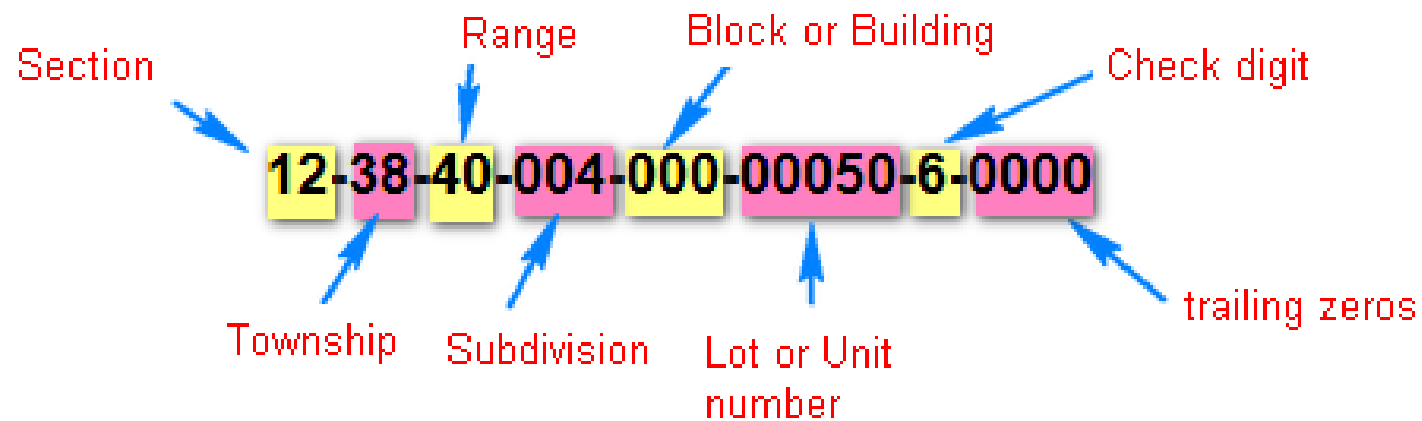 Range
Block or Building
Section
Check digit
12-38-40-004-000-00050-6-0000
Township
Subdivision
Lot or Unit
number
trailing zeros